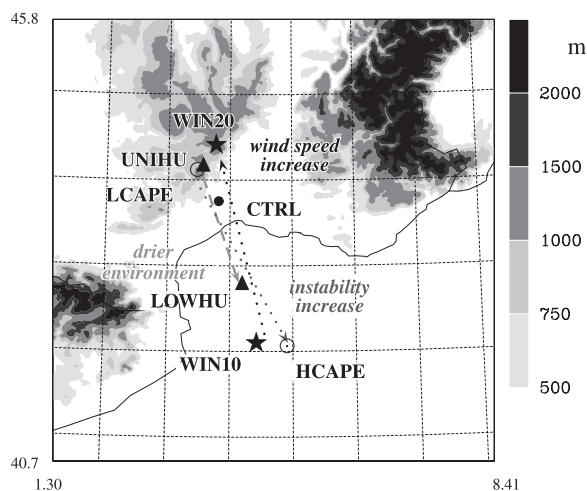 45.8
m
WIN20
wind speed
increase
UNIHU
LCAPE
CTRL
drier
environment
LOWHU
instability
increase
WIN10
HCAPE
2000
1500
1000
750
500
40.7
1.30
8.41